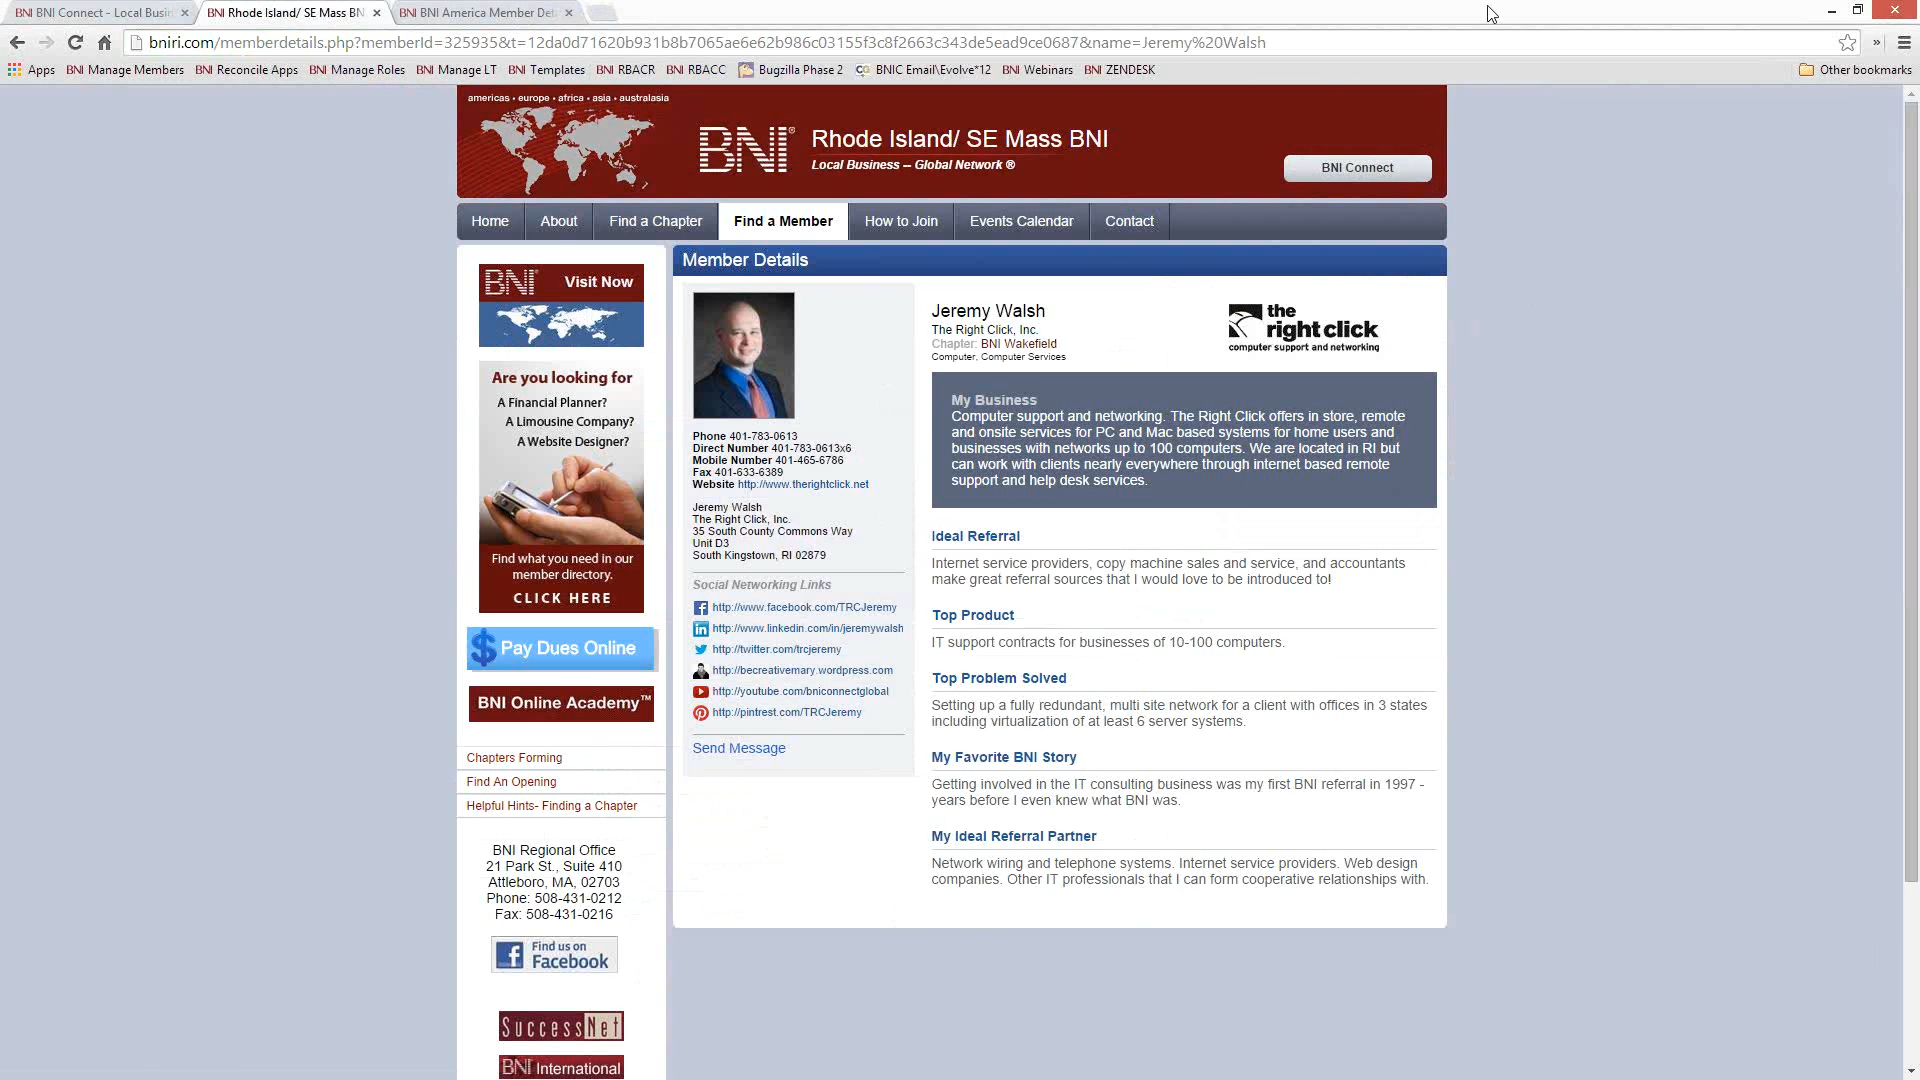 BNI BNI Connect - Local Busin
BNI Rhode Island/ SE Mass BN
BNI BNI America Member Det
bniri.com/memberdetails.php?memberId=325935&t=12da0d71620b931b8b7065ae6e62b986c03155f3c8f2663c343de5ead9ce0687&name=Jeremy%20Walsh
Apps BNI Manage Members BNI Reconcile Apps BNI Manage Roles BNI Manage LT BNI Templates BNI RBACR BNI RBACC Bugzilla Phase 2 BNIC Email\Evolve*12 BNI Webinars BNI ZENDESK Other bookmarks
americas • europe • africa • asia • australasia
BNI®
Rhode Island/ SE Mass BNI
Local Business -- Global Network ®
BNI Connect
Home About Find a Chapter Find a Member How to Join Events Calendar Contact
BNI® Visit Now
Are you looking for
A Financial Planner?
A Limousine Company?
A Website Designer?
Find what you need in our
member directory.
CLICK HERE
$ Pay Dues Online
BNI Online Academy™
Chapters Forming
Find An Opening
Helpful Hints- Finding a Chapter
BNI Regional Office
21 Park St., Suite 410
Attleboro, MA, 02703
Phone: 508-431-0212
Fax: 508-431-0216
Find us on
Facebook
SuccessNet
BNI International
Member Details
Phone 401-783-0613
Direct Number 401-783-0613x6
Mobile Number 401-465-6786
Fax 401-633-6389
Website http://www.therightclick.net
Jeremy Walsh
The Right Click, Inc.
35 South County Commons Way
Unit D3
South Kingstown, RI 02879
Social Networking Links
http://www.facebook.com/TRCJeremy
http://www.linkedin.com/in/jeremywalsh
http://twitter.com/trcjeremy
http://becreativemary.wordpress.com
http://youtube.com/bniconnectglobal
http://pintrest.com/TRCJeremy
Send Message
Jeremy Walsh
The Right Click, Inc.
Chapter: BNI Wakefield
Computer, Computer Services
the
right click
computer support and networking
My Business
Computer support and networking. The Right Click offers in store, remote
and onsite services for PC and Mac based systems for home users and
businesses with networks up to 100 computers. We are located in RI but
can work with clients nearly everywhere through internet based remote
support and help desk services.
Ideal Referral
Internet service providers, copy machine sales and service, and accountants
make great referral sources that I would love to be introduced to!
Top Product
IT support contracts for businesses of 10-100 computers.
Top Problem Solved
Setting up a fully redundant, multi site network for a client with offices in 3 states
including virtualization of at least 6 server systems.
My Favorite BNI Story
Getting involved in the IT consulting business was my first BNI referral in 1997 -
years before I even knew what BNI was.
My Ideal Referral Partner
Network wiring and telephone systems. Internet service providers. Web design
companies. Other IT professionals that I can form cooperative relationships with.